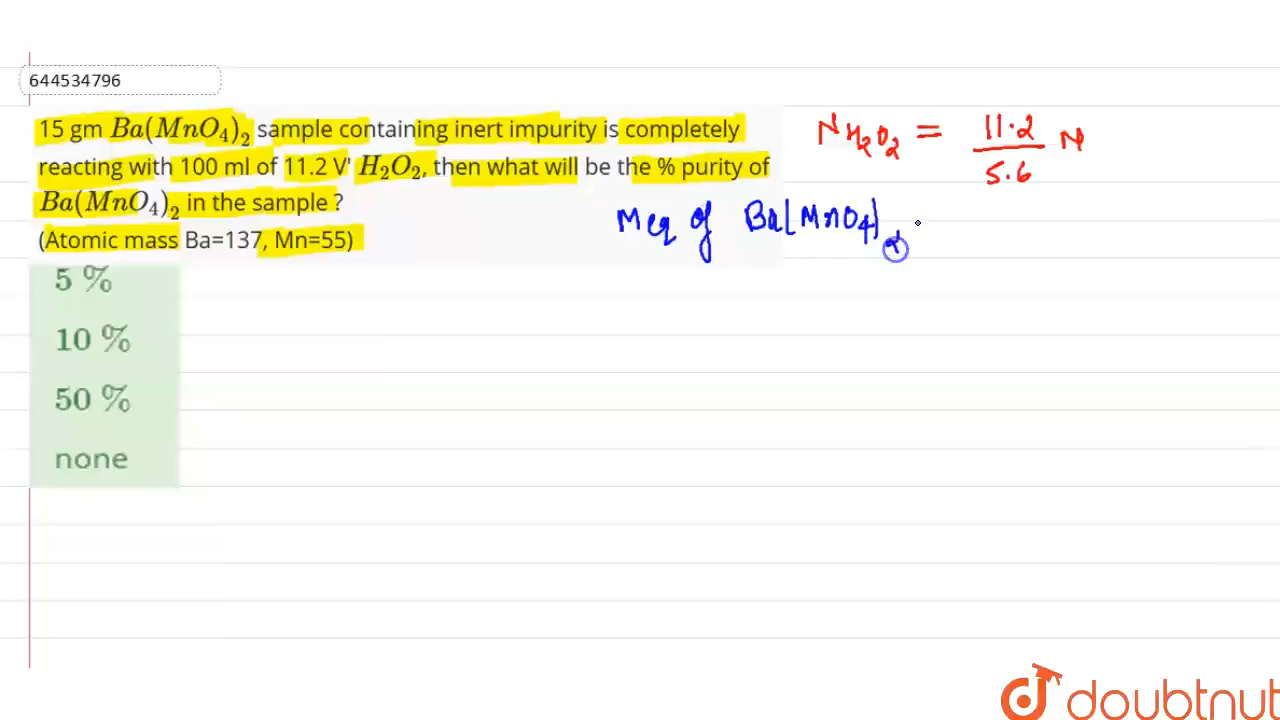 644534796
15 gm Ba(MnO₄)₂ sample containing inert impurity is completely
reacting with 100 ml of 11.2 V' H₂O₂, then what will be the % purity of
Ba(MnO₄)₂ in the sample ?
(Atomic mass Ba=137, Mn=55)
5 %
10 %
50 %
none
N H₂O₂ = 11.2/5.6 N
Meq of Ba(MnO4)₂
doubtnut